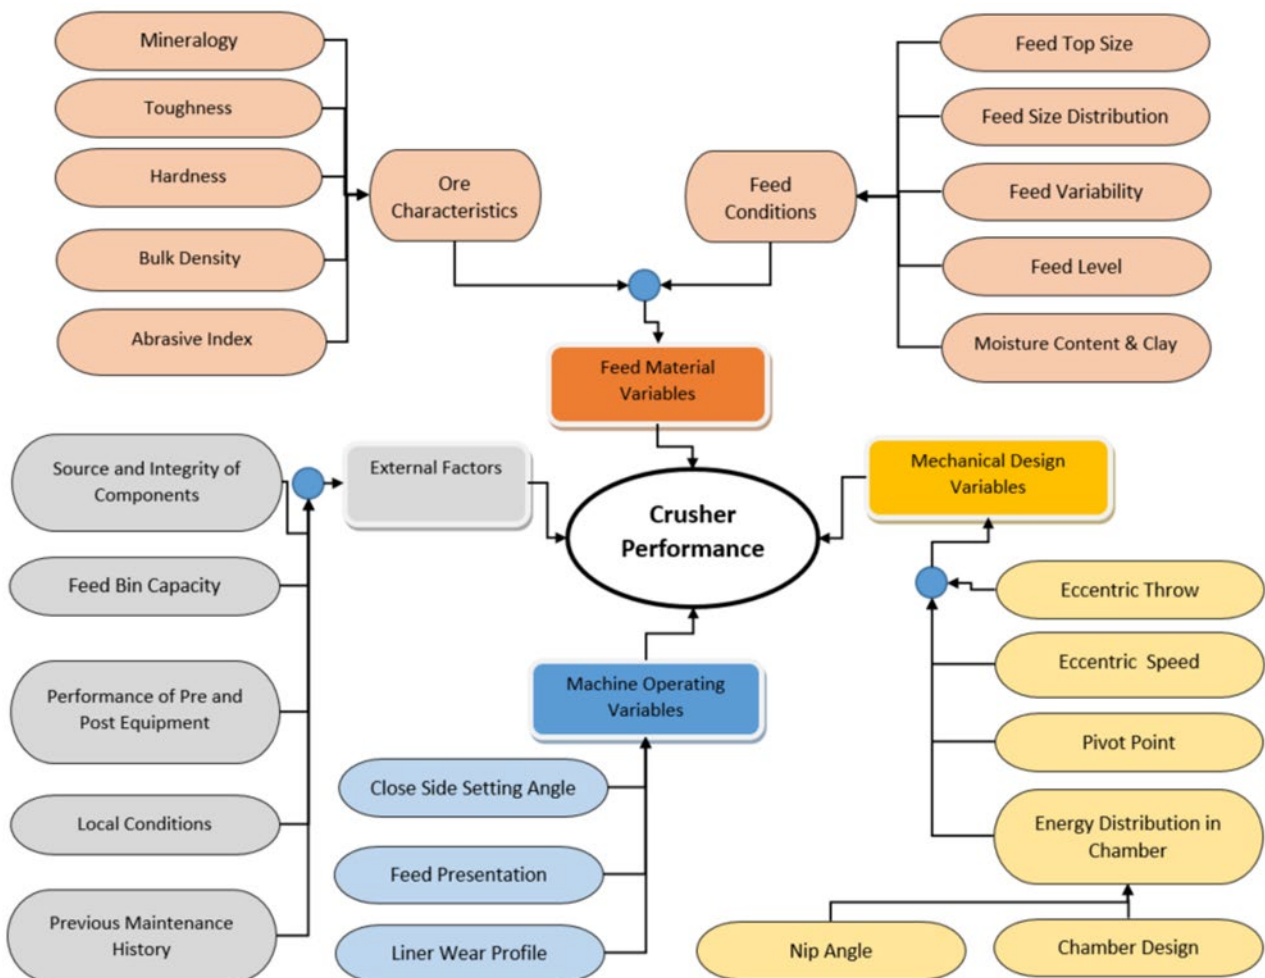 Mineralogy
Toughness
Hardness
Bulk Density
Abrasive Index
Ore
Characteristics
Feed
Conditions
Feed Top Size
Feed Size Distribution
Feed Variability
Feed Level
Moisture Content & Clay
Feed Material
Variables
Source and Integrity of
Components
Feed Bin Capacity
Performance of Pre and
Post Equipment
Local Conditions
Previous Maintenance
History
External Factors
Crusher
Performance
Mechanical Design
Variables
Eccentric Throw
Eccentric Speed
Pivot Point
Energy Distribution in
Chamber
Nip Angle
Chamber Design
Machine Operating
Variables
Close Side Setting Angle
Feed Presentation
Liner Wear Profile